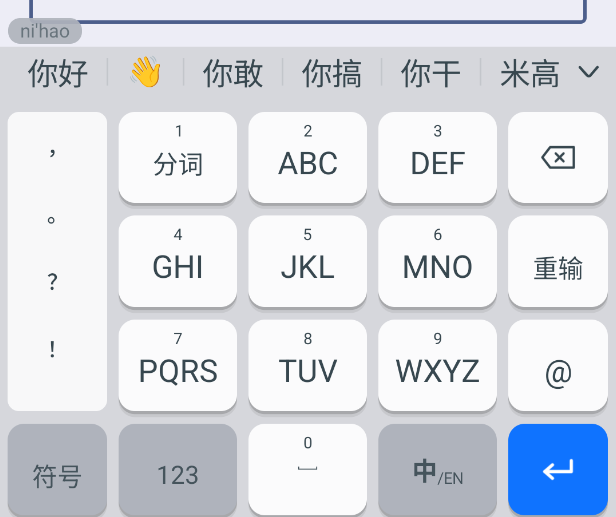 ni'hao
你好 👋 你敢 你搞 你干 米高
, 1 2 3
分词 ABC DEF
。 4 5 6
? GHI JKL MNO 重输
! 7 8 9
PQRS TUV WXYZ @
0
符号 123 中/EN